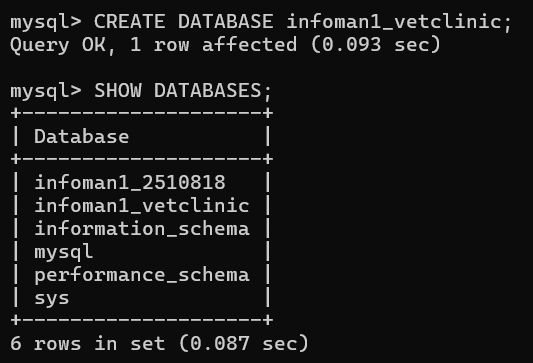 mysql> CREATE DATABASE infoman1_vetclinic;
Query OK, 1 row affected (0.093 sec)
mysql> SHOW DATABASES;
+--------------------+
| Database           |
+--------------------+
| infoman1_2510818   |
| infoman1_vetclinic |
| information_schema |
| mysql              |
| performance_schema |
| sys                |
+--------------------+
6 rows in set (0.087 sec)